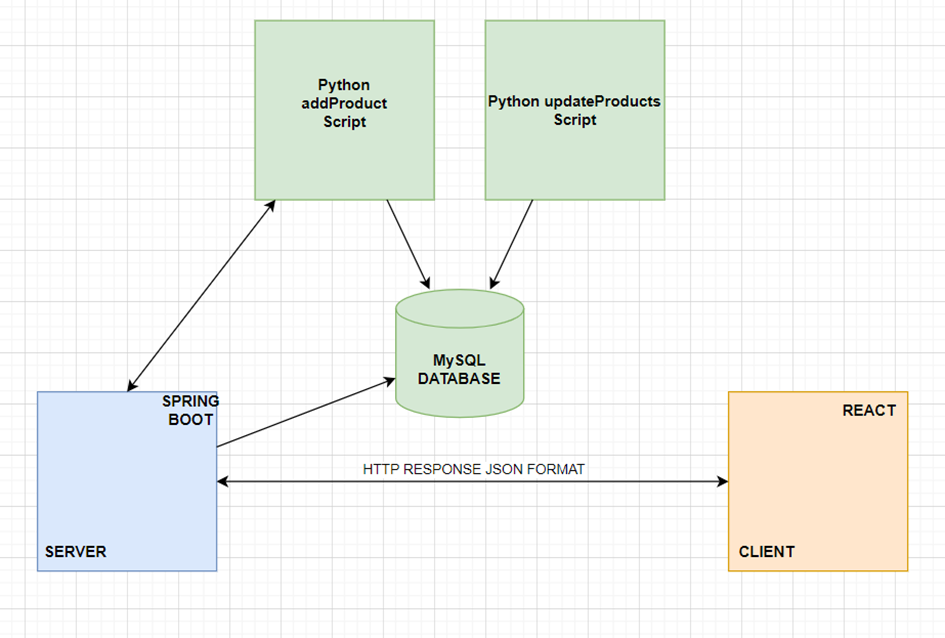 Python
addProduct
Script
Python updateProducts
Script
MySQL
DATABASE
SPRING
BOOT
SERVER
HTTP RESPONSE JSON FORMAT
REACT
CLIENT